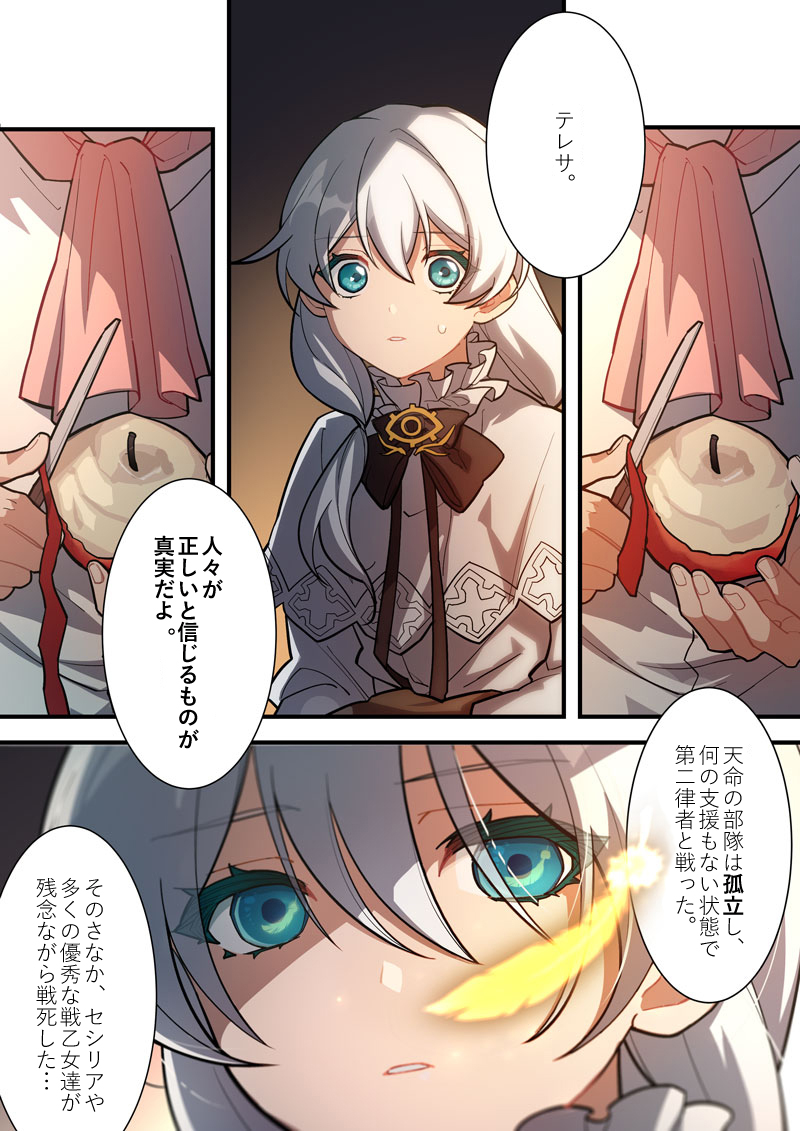 テレサ。
人々が
正しいと信じるものが
真実だよ。
天命の部隊は孤立し、
何の支援もない状態で
第二律者と戦った。
そのさなか、セシリアや
多くの優秀な戦乙女達が
残念ながら戦死した…